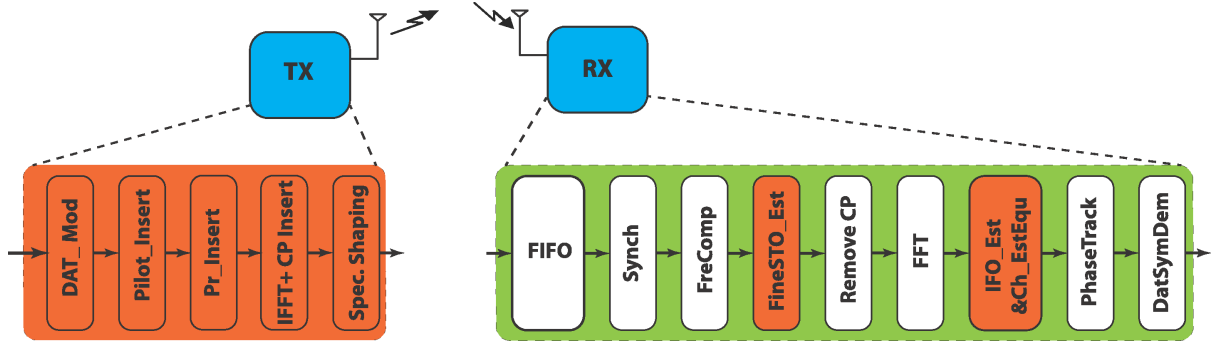 TX
RX
DAT_Mod
Pilot_Insert
Pr_Insert
IFFT+ CP Insert
Spec. Shaping
FIFO
Synch
FreComp
FineSTO_Est
Remove CP
FFT
IFO_Est
&Ch_EstEqu
PhaseTrack
DatSymDem